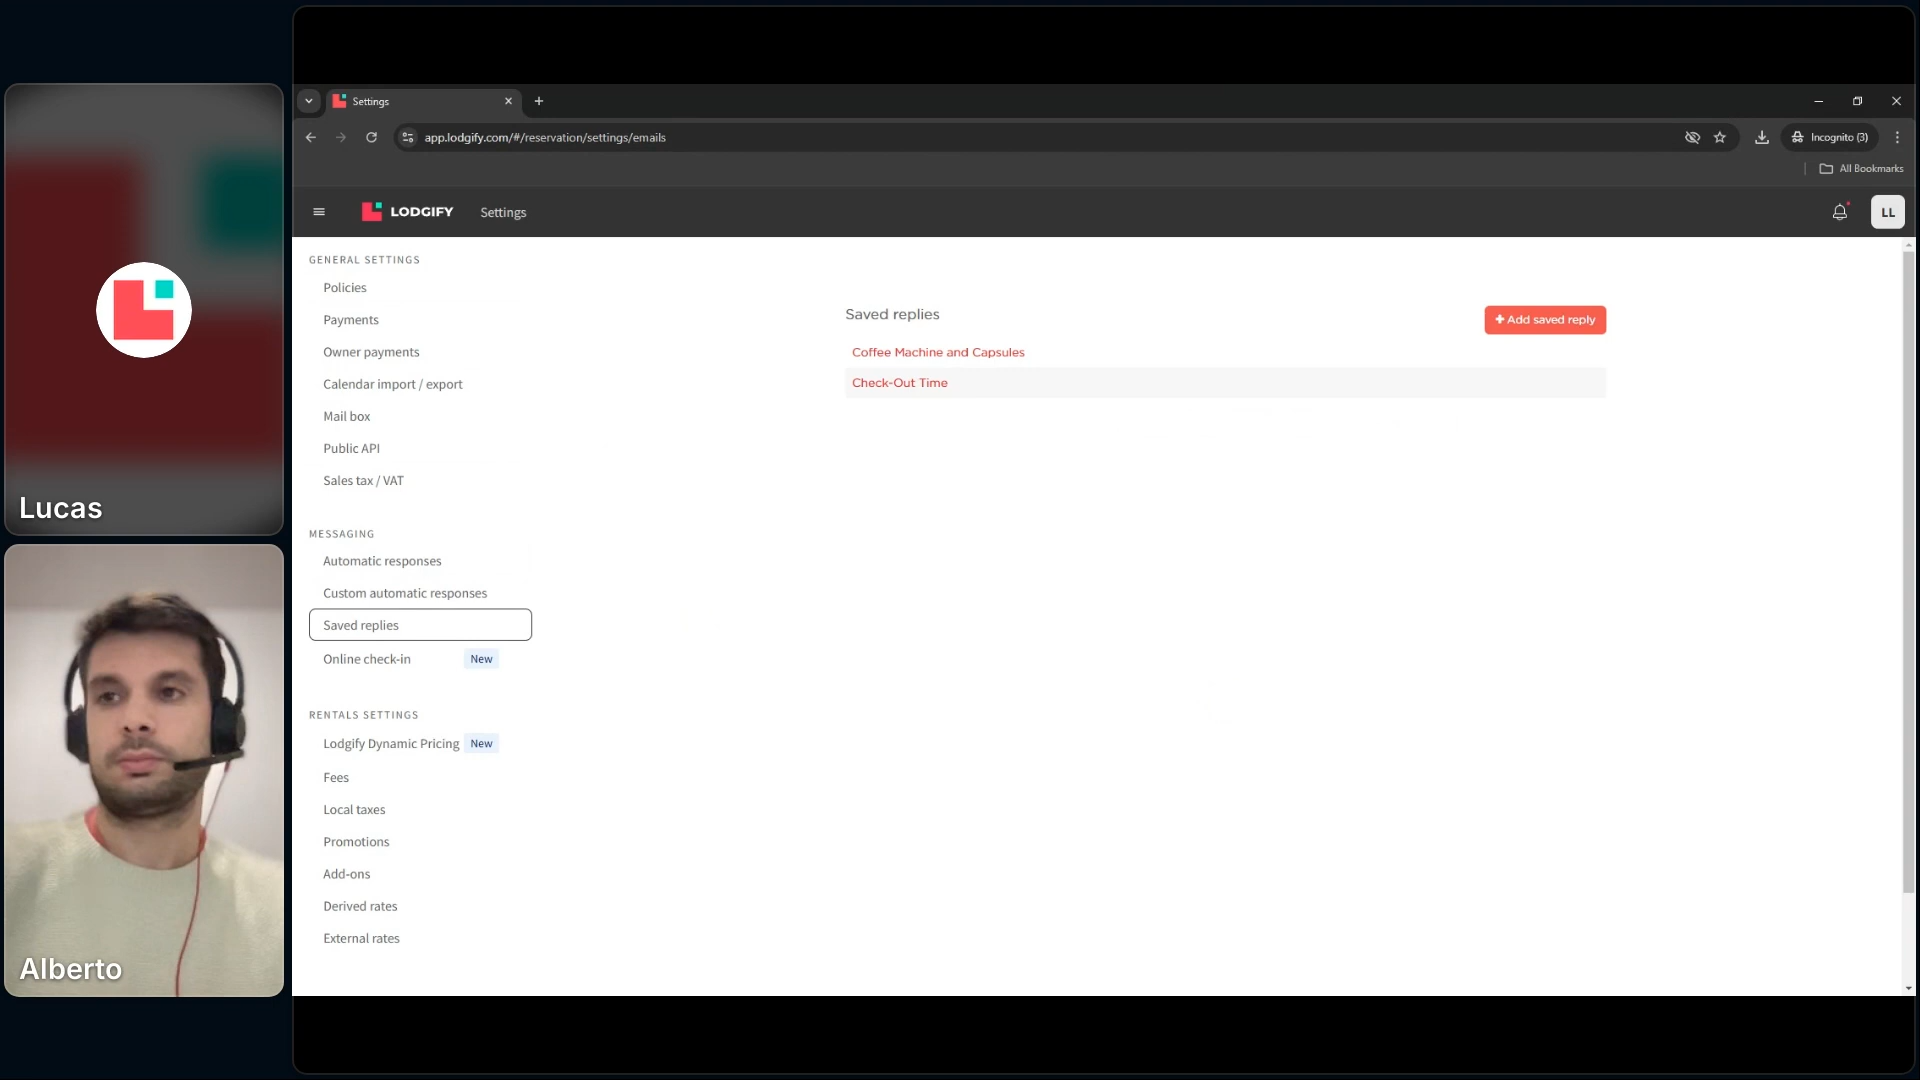 Settings
app.lodgify.com/#/reservation/settings/emails
Incognito (3)
All Bookmarks
LODGIFY
Settings
LL
GENERAL SETTINGS
Policies
Payments
Owner payments
Calendar import / export
Mail box
Public API
Sales tax / VAT
MESSAGING
Automatic responses
Custom automatic responses
Saved replies
Online check-in New
RENTALS SETTINGS
Lodgify Dynamic Pricing New
Fees
Local taxes
Promotions
Add-ons
Derived rates
External rates
Saved replies
+ Add saved reply
Coffee Machine and Capsules
Check-Out Time
Lucas
Alberto